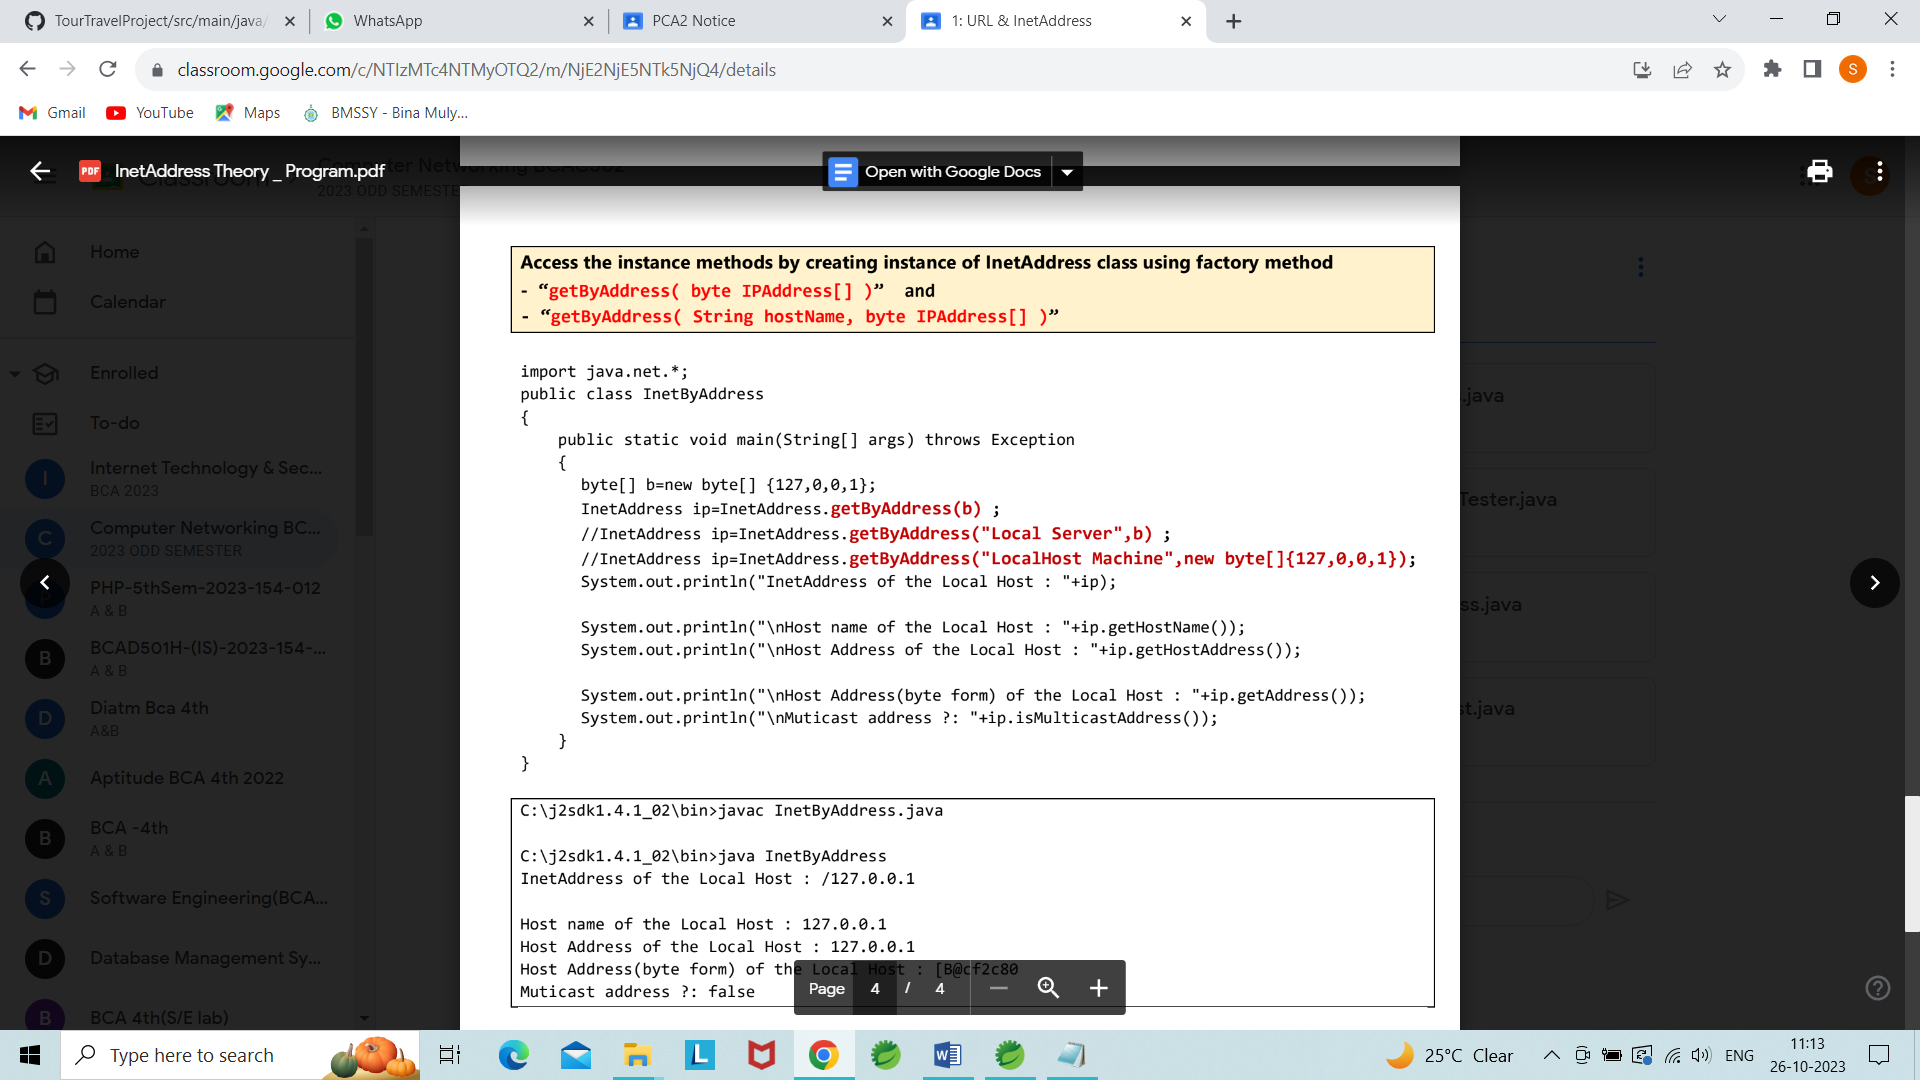 TourTravelProject/src/main/java/
WhatsApp
PCA2 Notice
1: URL & InetAddress
classroom.google.com/c/NTIzMTc4NTMyOTQ2/m/NjE2NjE5NTk5NjQ4/details
S
Gmail
YouTube
Maps
BMSSY - Bina Muly...
PDF
InetAddress Theory _ Program.pdf
2023 ODD SEMESTE
Open with Google Docs
Home
Calendar
Enrolled
To-do
I
Internet Technology & Sec...
BCA 2023
C
Computer Networking BC...
2023 ODD SEMESTER
PHP-5thSem-2023-154-012
A & B
B
BCAD501H-(IS)-2023-154-...
A & B
D
Diatm Bca 4th
A&B
A
Aptitude BCA 4th 2022
B
BCA -4th
A & B
S
Software Engineering(BCA...
D
Database Management Sy...
B
BCA 4th(S/E lab)
Access the instance methods by creating instance of InetAddress class using factory method
- “getByAddress( byte IPAddress[] )” and
- “getByAddress( String hostName, byte IPAddress[] )”
import java.net.*;
public class InetByAddress
{
public static void main(String[] args) throws Exception
{
byte[] b=new byte[] {127,0,0,1};
InetAddress ip=InetAddress.getByAddress(b) ;
//InetAddress ip=InetAddress.getByAddress("Local Server",b) ;
//InetAddress ip=InetAddress.getByAddress("LocalHost Machine",new byte[]{127,0,0,1});
System.out.println("InetAddress of the Local Host : "+ip);
System.out.println("\nHost name of the Local Host : "+ip.getHostName());
System.out.println("\nHost Address of the Local Host : "+ip.getHostAddress());
System.out.println("\nHost Address(byte form) of the Local Host : "+ip.getAddress());
System.out.println("\nMuticast address ?: "+ip.isMulticastAddress());
}
}
C:\j2sdk1.4.1_02\bin>javac InetByAddress.java
C:\j2sdk1.4.1_02\bin>java InetByAddress
InetAddress of the Local Host : /127.0.0.1
Host name of the Local Host : 127.0.0.1
Host Address of the Local Host : 127.0.0.1
Host Address(byte form) of the Local Host : [B@cf2c80
Muticast address ?: false
Page 4 / 4
.java
Tester.java
ss.java
st.java
Type here to search
25°C Clear
ENG
11:13
26-10-2023